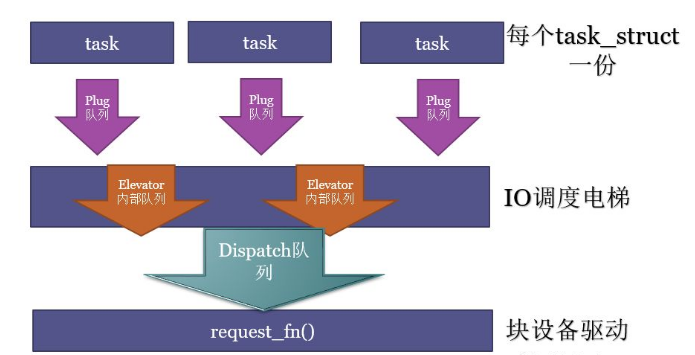 task
task
task
每个task_struct
一份
Plug
队列
Plug
队列
Plug
队列
Elevator
内部队列
Elevator
内部队列
IO调度电梯
Dispatch队
列
request_fn()
块设备驱动